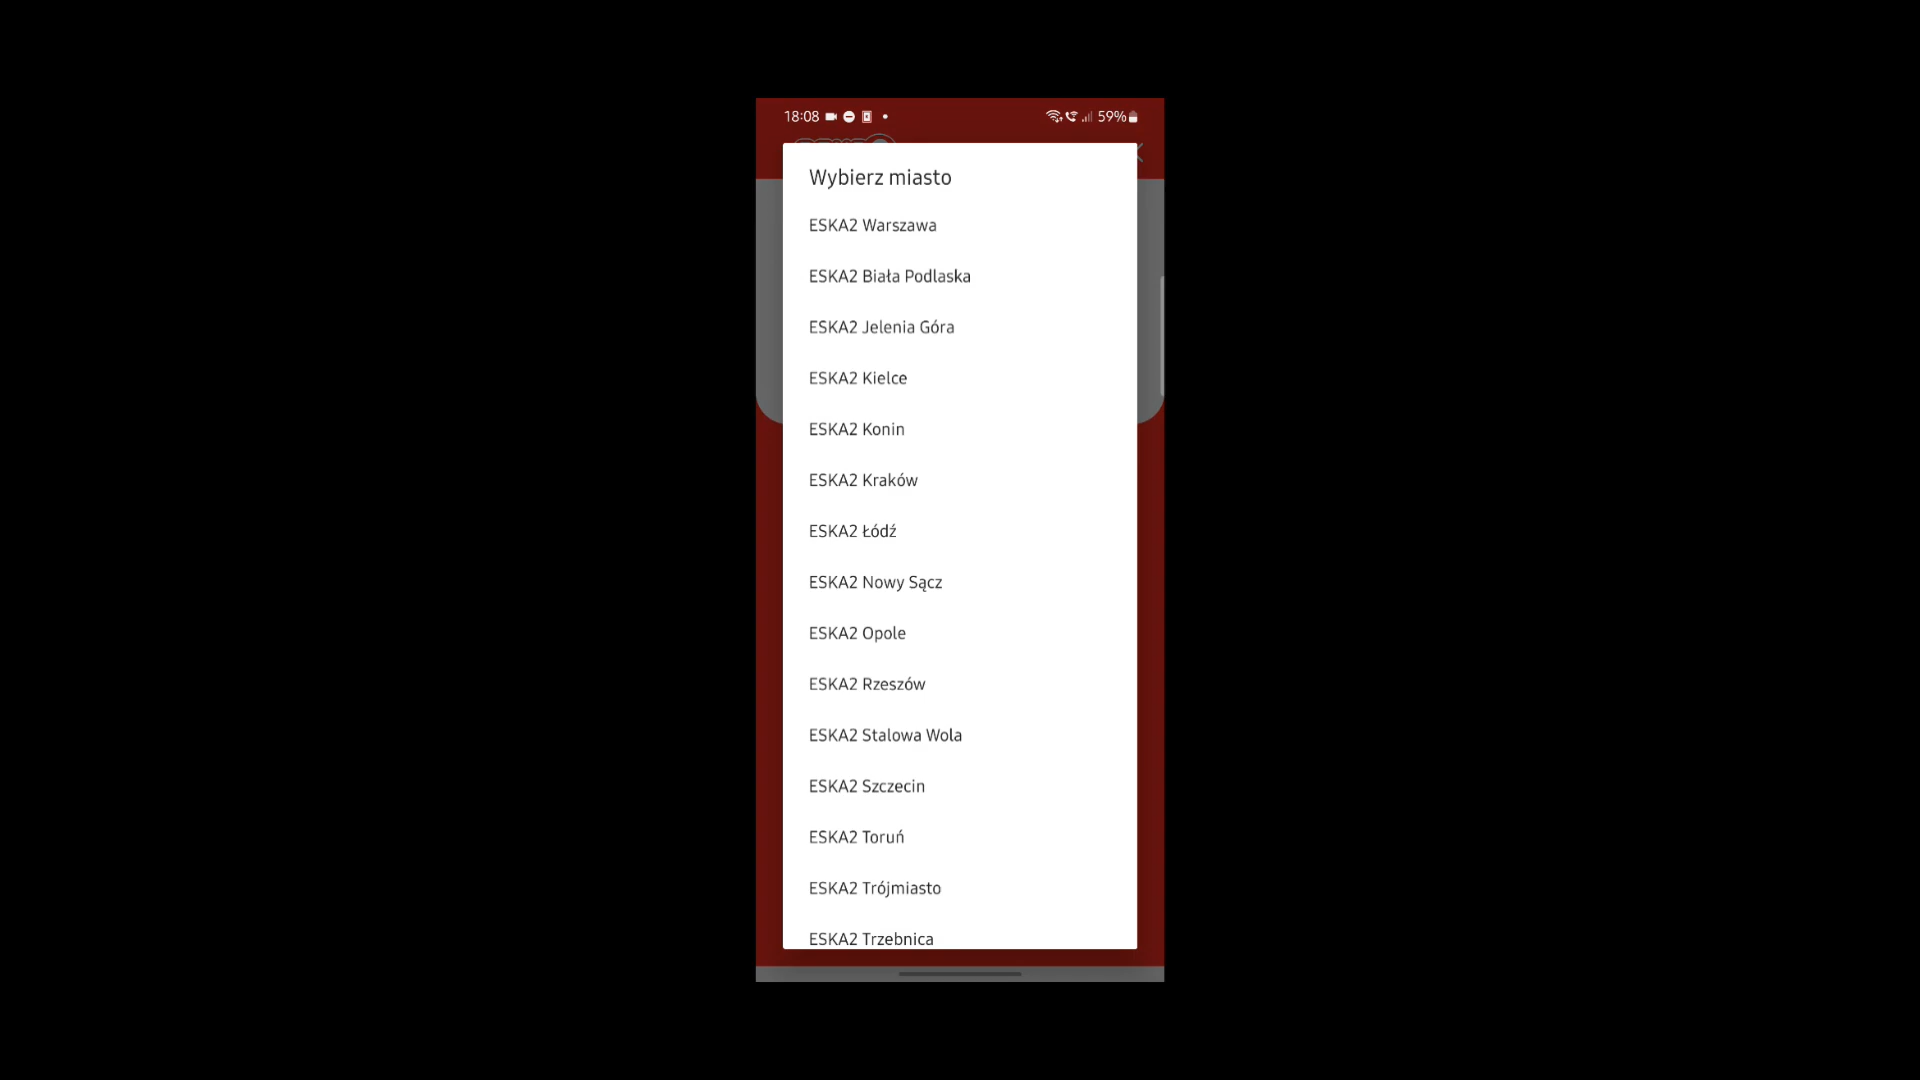 18:08
59%
Wybierz miasto
ESKA2 Warszawa
ESKA2 Biała Podlaska
ESKA2 Jelenia Góra
ESKA2 Kielce
ESKA2 Konin
ESKA2 Kraków
ESKA2 Łódź
ESKA2 Nowy Sącz
ESKA2 Opole
ESKA2 Rzeszów
ESKA2 Stalowa Wola
ESKA2 Szczecin
ESKA2 Toruń
ESKA2 Trójmiasto
ESKA2 Trzebnica